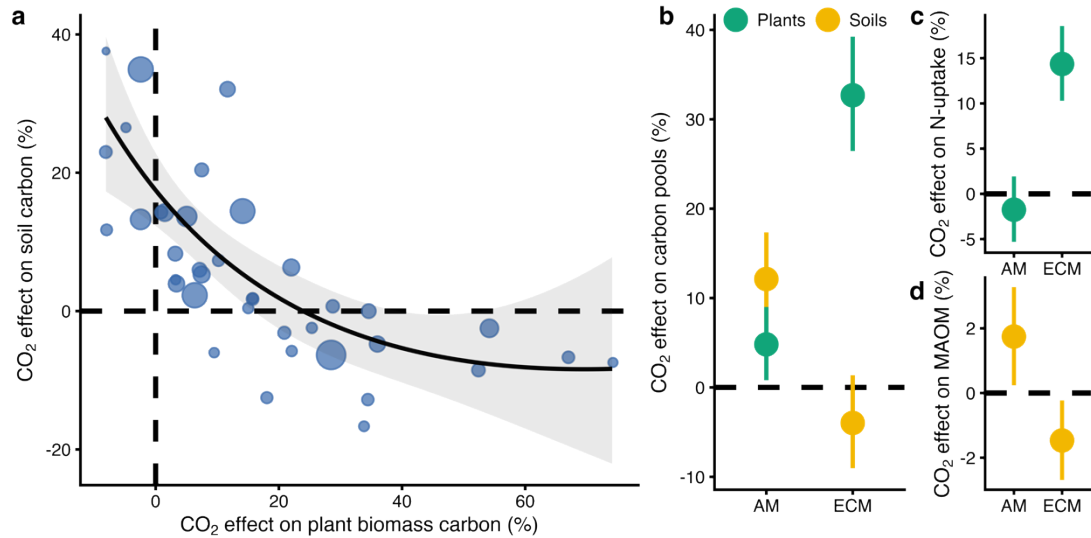 a
CO₂ effect on soil carbon (%)
40
20
0
-20
0
20
40
60
CO₂ effect on plant biomass carbon (%)
b
Plants
Soils
CO₂ effect on carbon pools (%)
40
30
20
10
0
-10
AM
ECM
c
CO₂ effect on N-uptake (%)
15
10
5
0
-5
AM
ECM
d
CO₂ effect on MAOM (%)
2
0
-2
AM
ECM